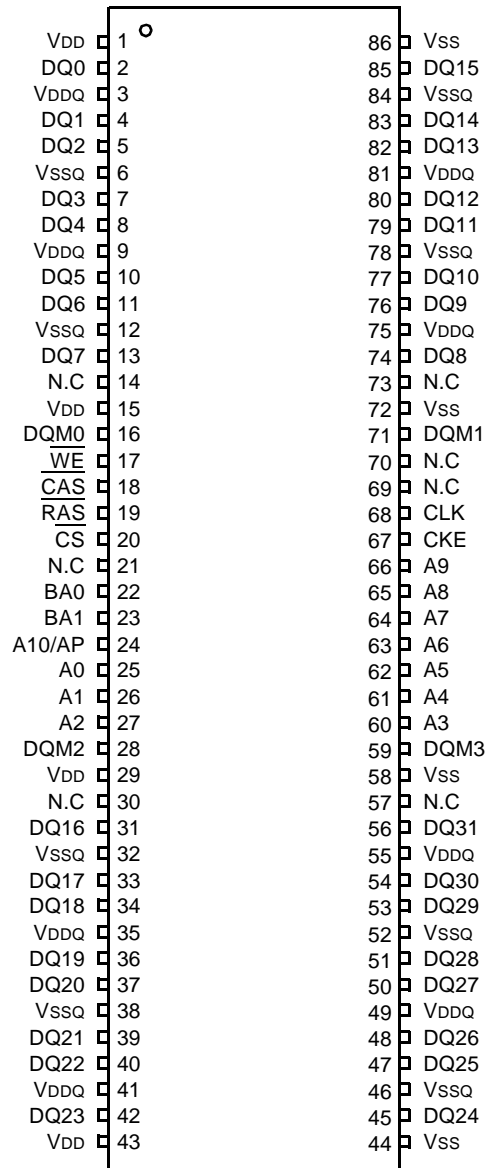 VDD 1 86 VSS
DQ0 2 85 DQ15
VDDQ 3 84 VSSQ
DQ1 4 83 DQ14
DQ2 5 82 DQ13
VSSQ 6 81 VDDQ
DQ3 7 80 DQ12
DQ4 8 79 DQ11
VDDQ 9 78 VSSQ
DQ5 10 77 DQ10
DQ6 11 76 DQ9
VSSQ 12 75 VDDQ
DQ7 13 74 DQ8
N.C 14 73 N.C
VDD 15 72 VSS
DQM0 16 71 DQM1
WE 17 70 N.C
CAS 18 69 N.C
RAS 19 68 CLK
CS 20 67 CKE
N.C 21 66 A9
BA0 22 65 A8
BA1 23 64 A7
A10/AP 24 63 A6
A0 25 62 A5
A1 26 61 A4
A2 27 60 A3
DQM2 28 59 DQM3
VDD 29 58 VSS
N.C 30 57 N.C
DQ16 31 56 DQ31
VSSQ 32 55 VDDQ
DQ17 33 54 DQ30
DQ18 34 53 DQ29
VDDQ 35 52 VSSQ
DQ19 36 51 DQ28
DQ20 37 50 DQ27
VSSQ 38 49 VDDQ
DQ21 39 48 DQ26
DQ22 40 47 DQ25
VDDQ 41 46 VSSQ
DQ23 42 45 DQ24
VDD 43 44 VSS